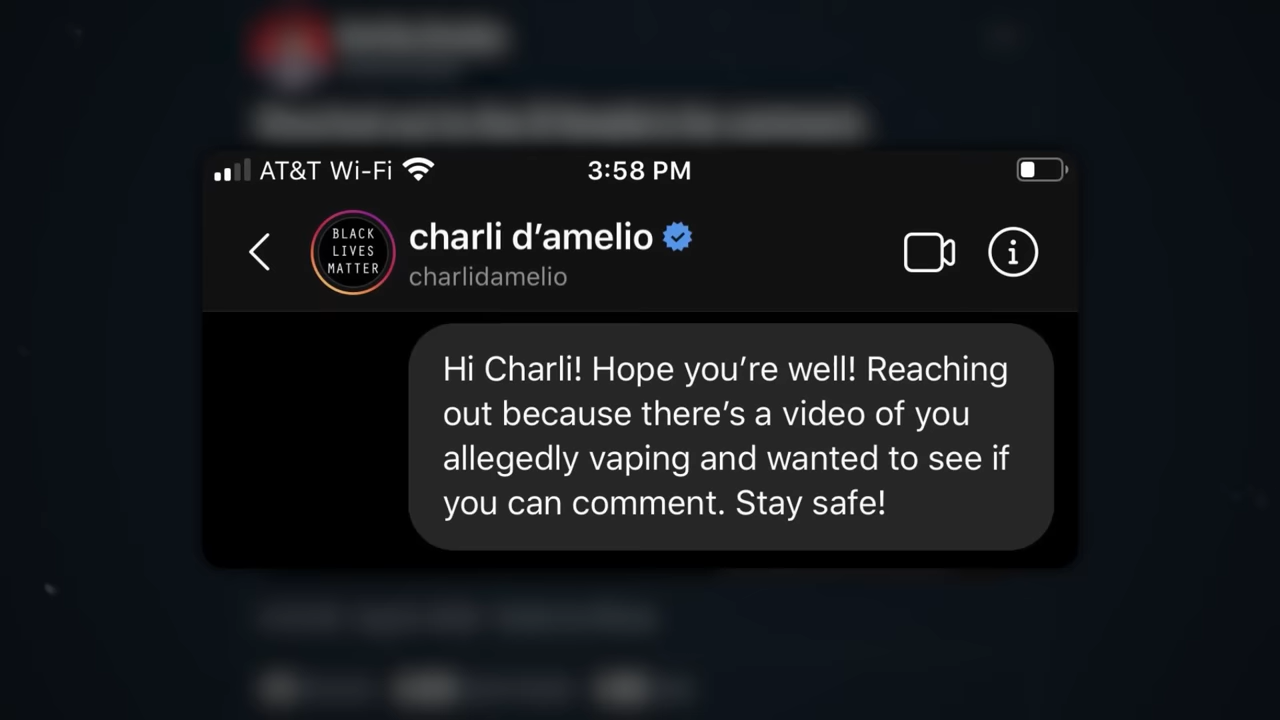 AT&T Wi-Fi 3:58 PM
BLACK
LIVES
MATTER
charli d’amelio
charlidamelio
Hi Charli! Hope you’re well! Reaching
out because there’s a video of you
allegedly vaping and wanted to see if
you can comment. Stay safe!